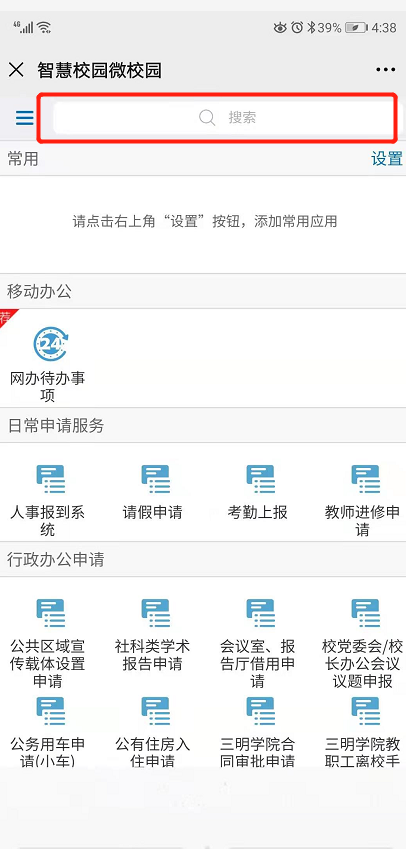 4G 39% 4:38
智慧校园微校园
搜索
常用 设置
请点击右上角“设置”按钮，添加常用应用
移动办公
荐
24
网办待办事
项
日常申请服务
人事报到系 请假申请 考勤上报 教师进修申
统 请
行政办公申请
公共区域宣 社科类学术 会议室、报 校党委会/校
传载体设置 报告申请 告厅借用申 长办公会议
申请 请 议题申报
公务用车申 公有住房入 三明学院合 三明学院教
请(小车) 住申请 同审批申请 职工离校手